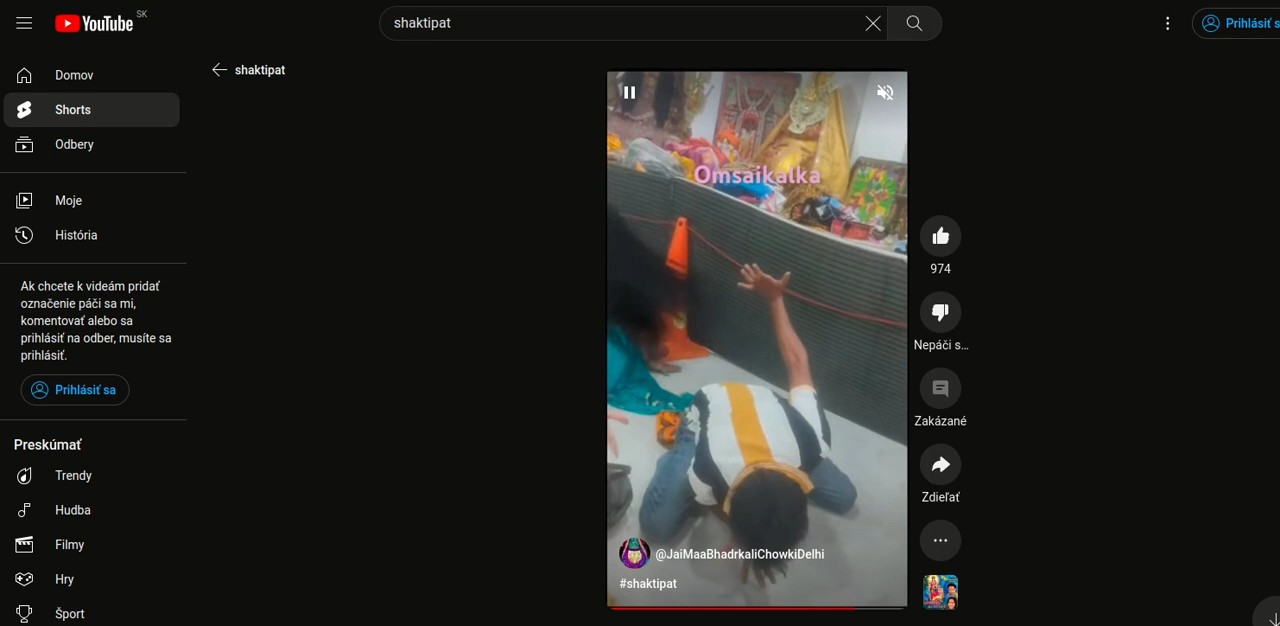 YouTube SK
shaktipat
Prihlásiť s
Domov
Shorts
Odbery
Moje
História
Ak chcete k videám pridať
označenie páči sa mi,
komentovať alebo sa
prihlásiť na odber, musíte sa
prihlásiť.
Prihlásiť sa
Preskúmať
Trendy
Hudba
Filmy
Hry
Šport
shaktipat
Omsaikalka
@JaiMaaBhadrkaliChowkiDelhi
#shaktipat
974
Nepáči s...
Zakázané
Zdieľať